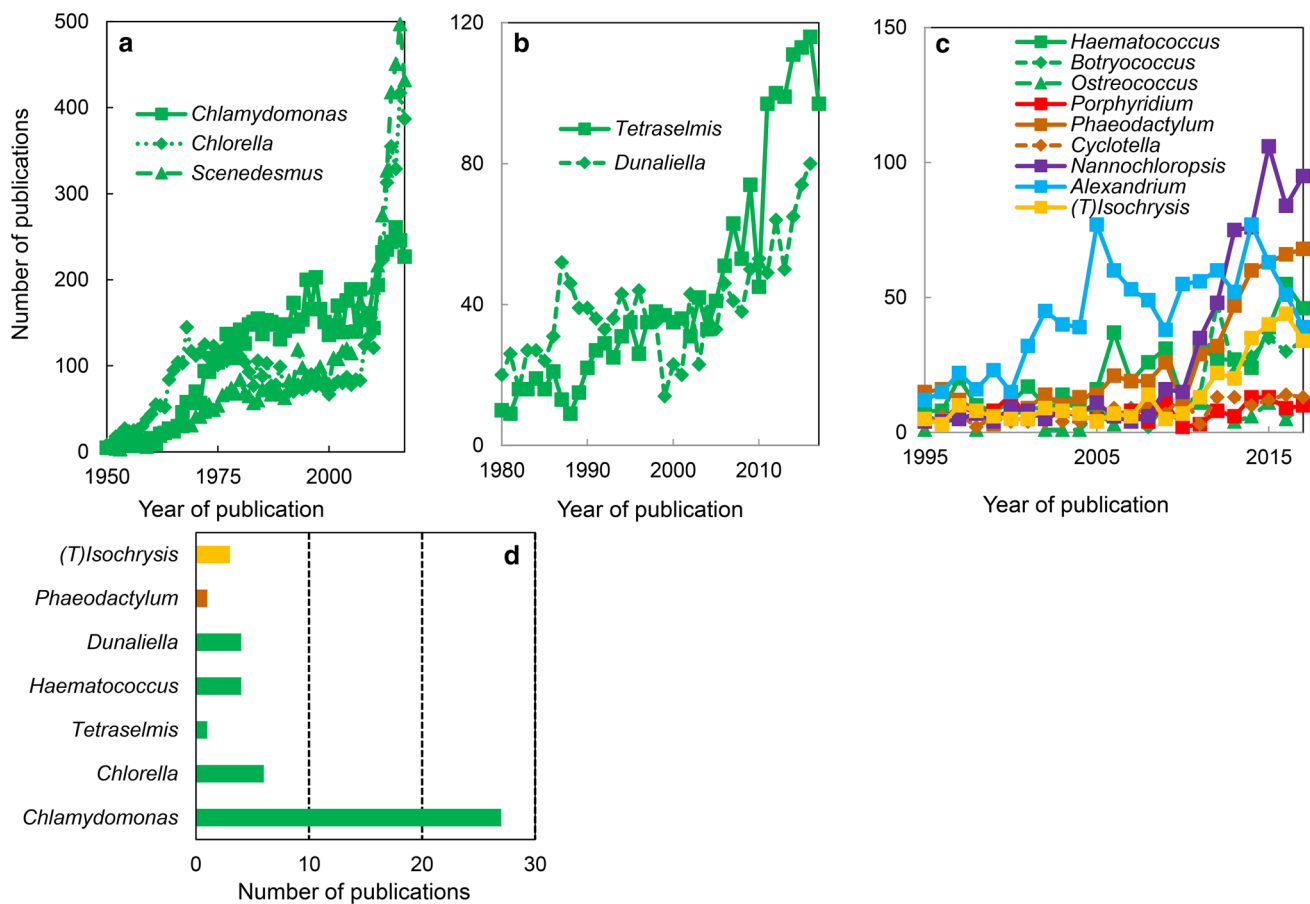 a
500
400
300
200
100
0
Number of publications
Chlamydomonas
Chlorella
Scenedesmus
1950
1975
2000
Year of publication
b
120
80
40
0
Tetraselmis
Dunaliella
1980
1990
2000
2010
Year of publication
c
150
100
50
0
Haematococcus
Botryococcus
Ostreococcus
Porphyridium
Phaeodactylum
Cyclotella
Nannochloropsis
Alexandrium
(T)Isochrysis
1995
2005
2015
Year of publication
d
(T)Isochrysis
Phaeodactylum
Dunaliella
Haematococcus
Tetraselmis
Chlorella
Chlamydomonas
0
10
20
30
Number of publications